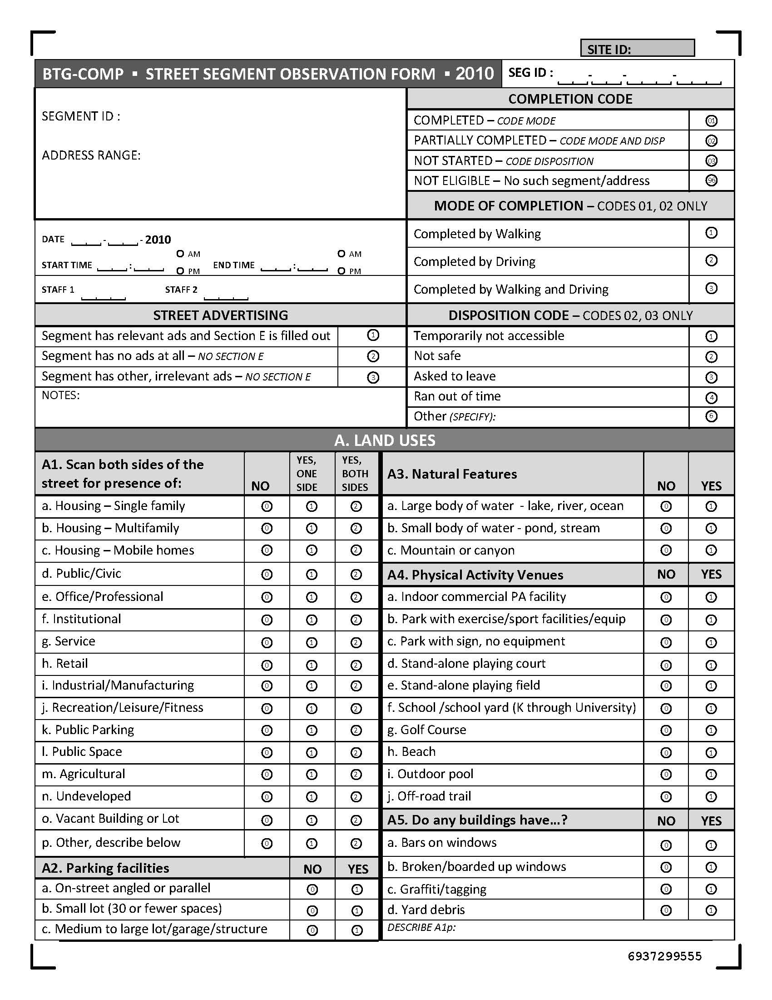 SITE ID:
BTG-COMP ▪ STREET SEGMENT OBSERVATION FORM ▪ 2010
SEG ID : - - -
SEGMENT ID :
ADDRESS RANGE:
COMPLETION CODE
COMPLETED – CODE MODE 01
PARTIALLY COMPLETED – CODE MODE AND DISP 02
NOT STARTED – CODE DISPOSITION 03
NOT ELIGIBLE – No such segment/address 96
MODE OF COMPLETION – CODES 01, 02 ONLY
Completed by Walking 1
Completed by Driving 2
Completed by Walking and Driving 3
DATE - - 2010
AM AM
START TIME : END TIME :
PM PM
STAFF 1 STAFF 2
STREET ADVERTISING
Segment has relevant ads and Section E is filled out 1
Segment has no ads at all – NO SECTION E 2
Segment has other, irrelevant ads – NO SECTION E 3
NOTES:
DISPOSITION CODE – CODES 02, 03 ONLY
Temporarily not accessible 1
Not safe 2
Asked to leave 3
Ran out of time 4
Other (SPECIFY): 6
A. LAND USES
A1. Scan both sides of the
street for presence of:
NO
YES,
ONE
SIDE
YES,
BOTH
SIDES
a. Housing – Single family 0 1 2
b. Housing – Multifamily 0 1 2
c. Housing – Mobile homes 0 1 2
d. Public/Civic 0 1 2
e. Office/Professional 0 1 2
f. Institutional 0 1 2
g. Service 0 1 2
h. Retail 0 1 2
i. Industrial/Manufacturing 0 1 2
j. Recreation/Leisure/Fitness 0 1 2
k. Public Parking 0 1 2
l. Public Space 0 1 2
m. Agricultural 0 1 2
n. Undeveloped 0 1 2
o. Vacant Building or Lot 0 1 2
p. Other, describe below 0 1 2
A2. Parking facilities NO YES
a. On-street angled or parallel 0 1
b. Small lot (30 or fewer spaces) 0 1
c. Medium to large lot/garage/structure 0 1
A3. Natural Features NO YES
a. Large body of water - lake, river, ocean 0 1
b. Small body of water - pond, stream 0 1
c. Mountain or canyon 0 1
A4. Physical Activity Venues NO YES
a. Indoor commercial PA facility 0 1
b. Park with exercise/sport facilities/equip 0 1
c. Park with sign, no equipment 0 1
d. Stand-alone playing court 0 1
e. Stand-alone playing field 0 1
f. School /school yard (K through University) 0 1
g. Golf Course 0 1
h. Beach 0 1
i. Outdoor pool 0 1
j. Off-road trail 0 1
A5. Do any buildings have...? NO YES
a. Bars on windows 0 1
b. Broken/boarded up windows 0 1
c. Graffiti/tagging 0 1
d. Yard debris 0 1
DESCRIBE A1p:
6937299555